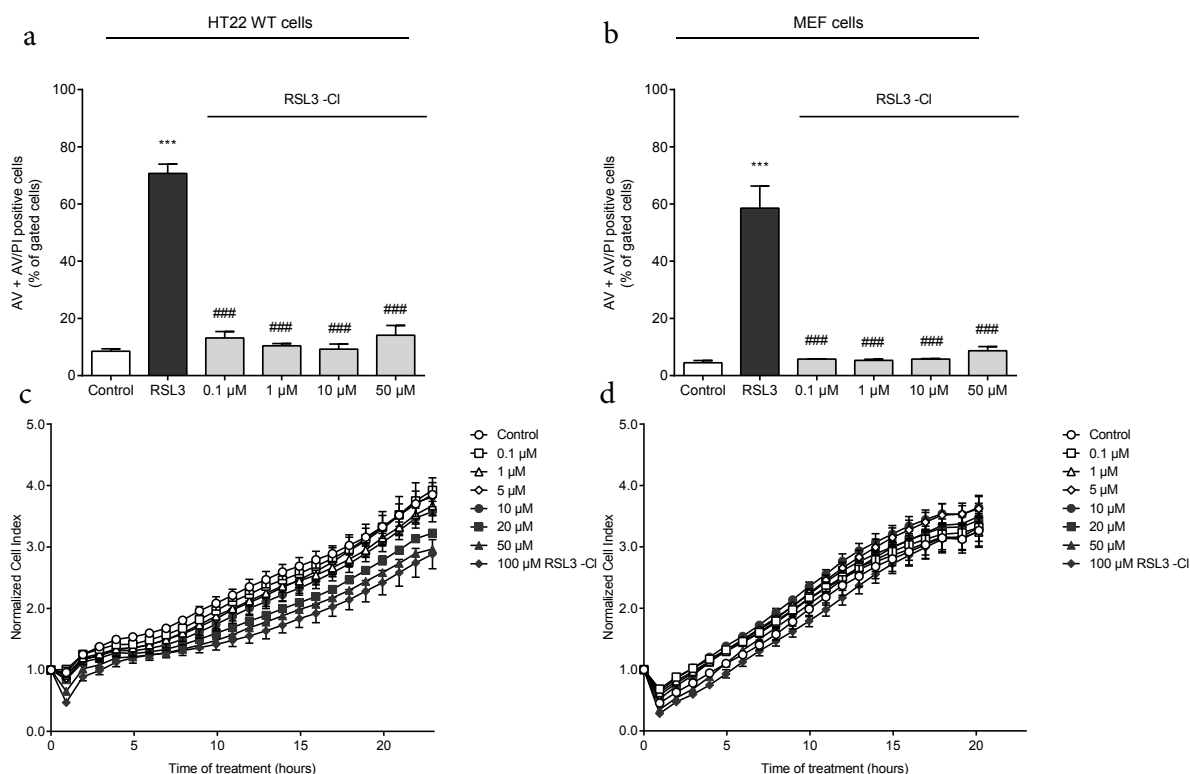 a
HT22 WT cells
RSL3 -Cl
AV + AV/PI positive cells
(% of gated cells)
100
80
60
40
20
0
***
###
###
###
###
Control
RSL3
0.1 µM
1 µM
10 µM
50 µM
b
MEF cells
RSL3 -Cl
AV + AV/PI positive cells
(% of gated cells)
100
80
60
40
20
0
***
###
###
###
###
Control
RSL3
0.1 µM
1 µM
10 µM
50 µM
c
Normalized Cell Index
5.0
4.0
3.0
2.0
1.0
0.0
0
5
10
15
20
Time of treatment (hours)
Control
0.1 µM
1 µM
5 µM
10 µM
20 µM
50 µM
100 µM RSL3 -Cl
d
Normalized Cell Index
5.0
4.0
3.0
2.0
1.0
0.0
0
5
10
15
20
Time of treatment (hours)
Control
0.1 µM
1 µM
5 µM
10 µM
20 µM
50 µM
100 µM RSL3 -Cl